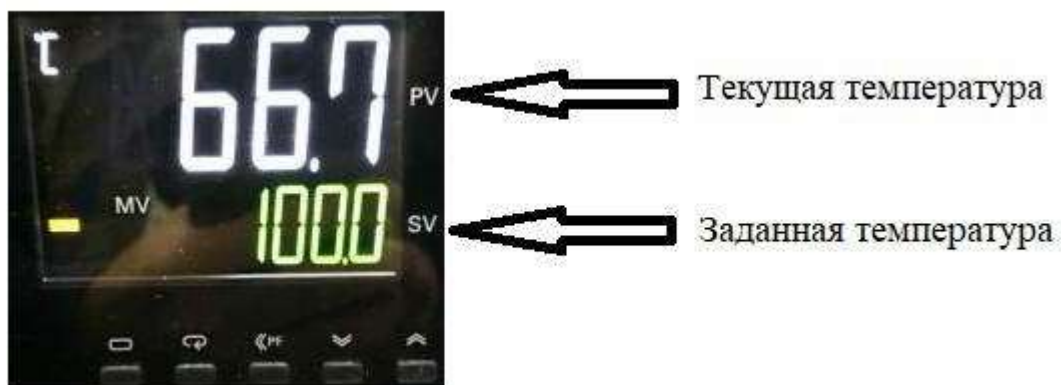 ℃
66.7
PV
Текущая температура
MV
100.0
SV
Заданная температура
PF